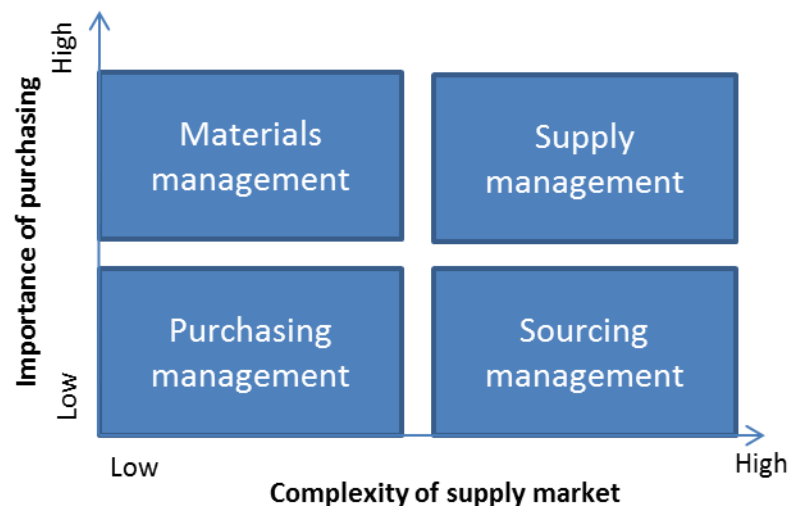 High
Importance of purchasing
Low
Materials
management
Supply
management
Purchasing
management
Sourcing
management
Low
High
Complexity of supply market